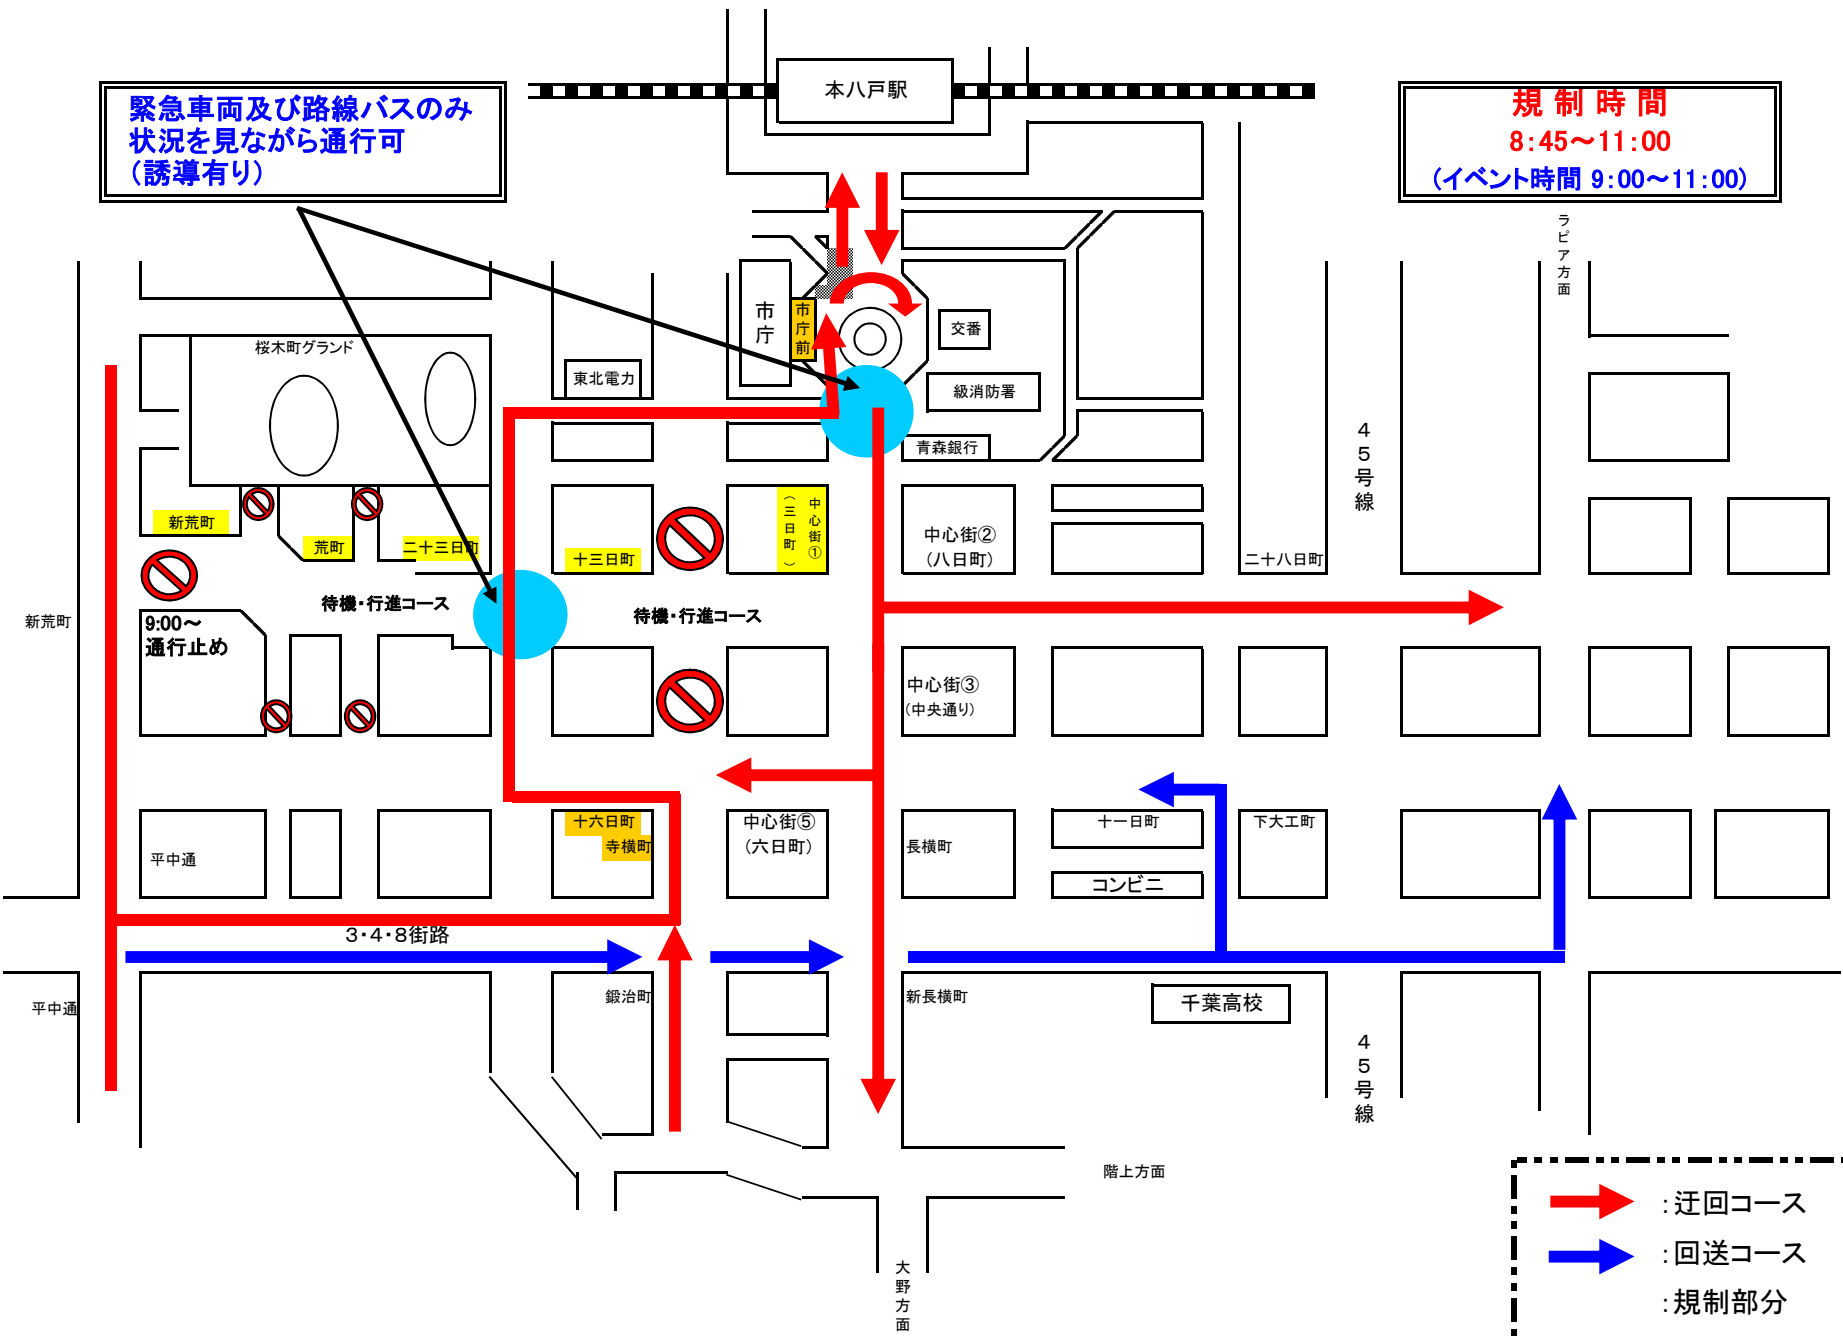 本八戸駅
緊急車両及び路線バスのみ
状況を見ながら通行可
（誘導有り）
規 制 時 間
8：45～11：00
（イベント時間 9：00～11：00）
ラピア方面
市庁
市庁前
交番
桜木町グランド
東北電力
級消防署
青森銀行
45号線
新荒町
荒町
二十三日町
十三日町
中心街①
（三日町）
中心街②
（八日町）
二十八日町
待機・行進コース
待機・行進コース
新荒町
9:00～
通行止め
中心街③
（中央通り）
十六日町
寺横町
中心街⑤
（六日町）
長横町
十一日町
下大工町
平中通
コンビニ
3・4・8街路
平中通
鍛冶町
新長横町
千葉高校
45号線
階上方面
大野方面
：迂回コース
：回送コース
：規制部分